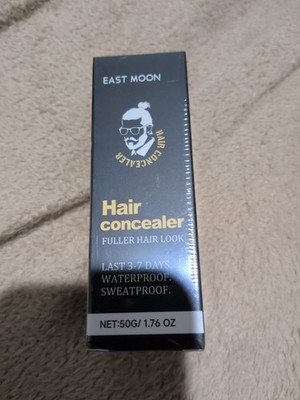 EAST MOON
HAIR CONCEALER
Hair
concealer
FULLER HAIR LOOK
LAST 3-7 DAYS.
WATERPROOF.
SWEATPROOF.
NET:50G/ 1.76 OZ